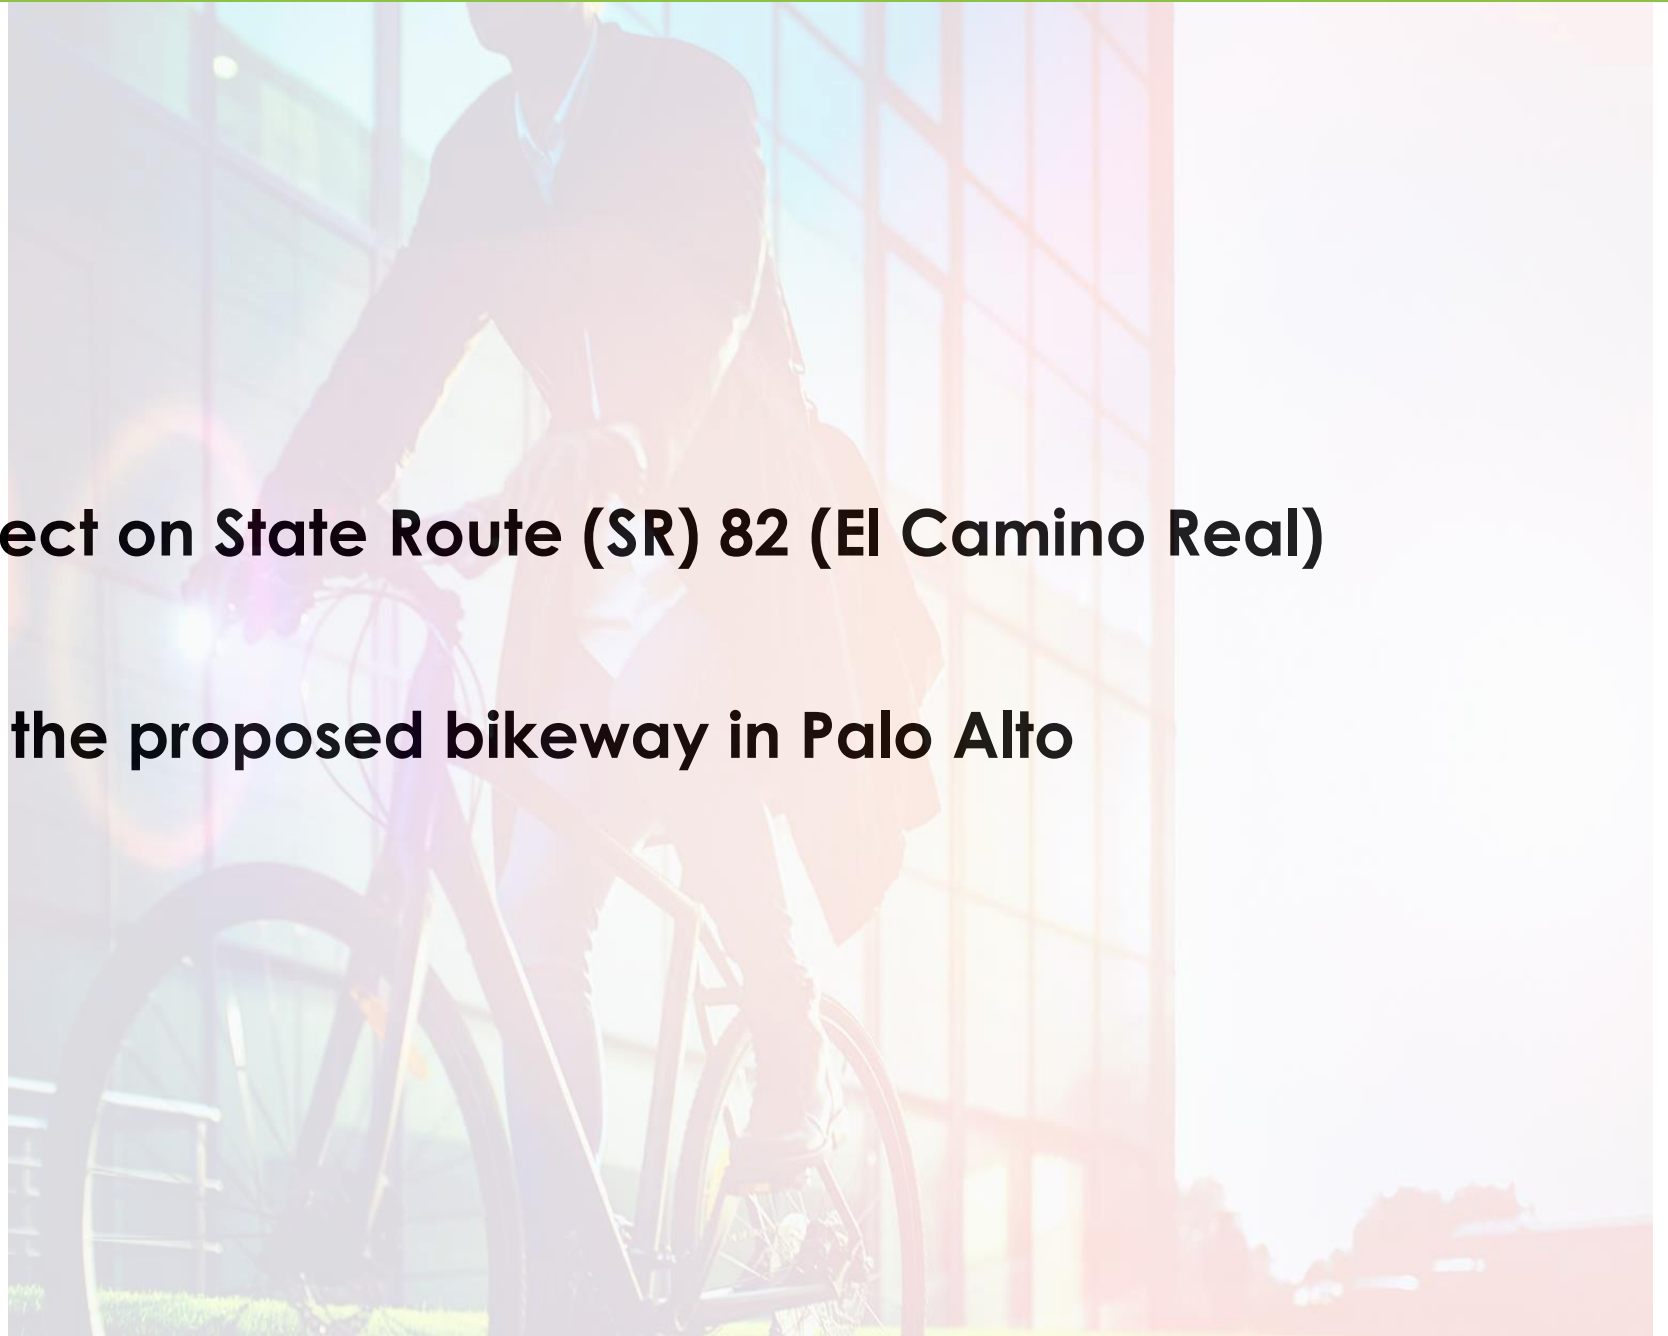 ect on State Route (SR) 82 (El Camino Real)
the proposed bikeway in Palo Alto